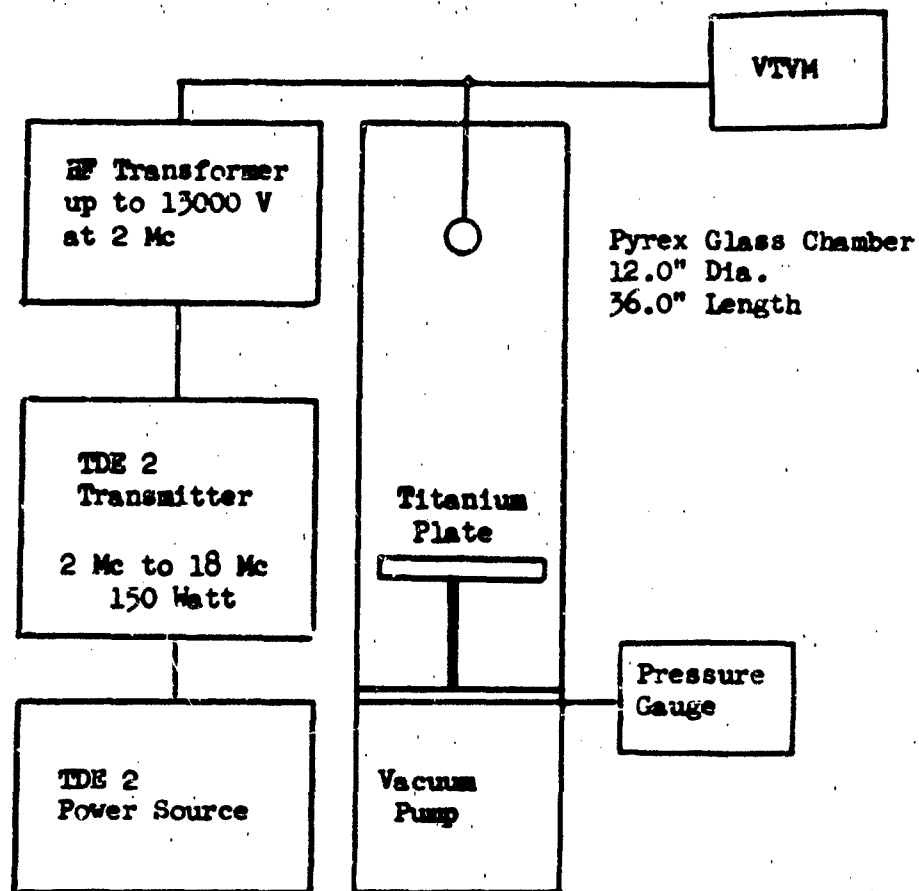 VTVM
RF Transformer
up to 13000 V
at 2 Mc
Pyrex Glass Chamber
12.0" Dia.
36.0" Length
TDE 2
Transmitter
2 Mc to 18 Mc
150 Watt
Titanium
Plate
Pressure
Gauge
TDE 2
Power Source
Vacuum
Pump